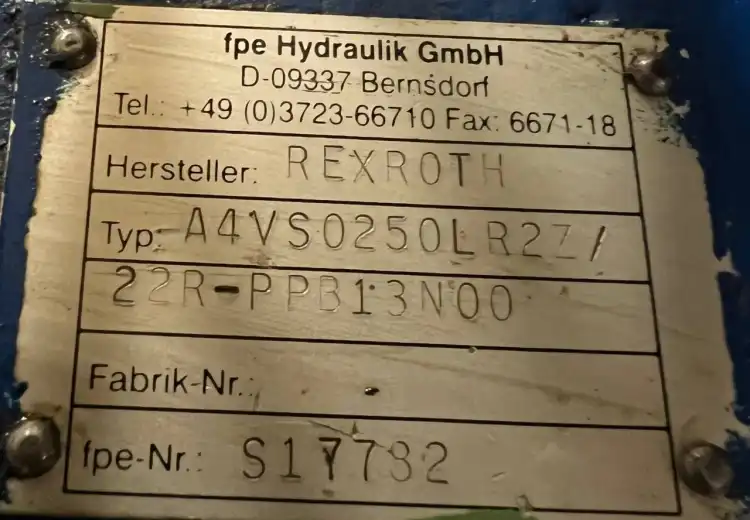 fpe Hydraulik GmbH
D-09337 Bernsdorf
Tel.: +49 (0)3723-66710 Fax: 6671-18
Hersteller: REXROTH
Typ: A4VSO250LR2Z/
22R-PPB13N00
Fabrik-Nr.:
fpe-Nr.: S17782